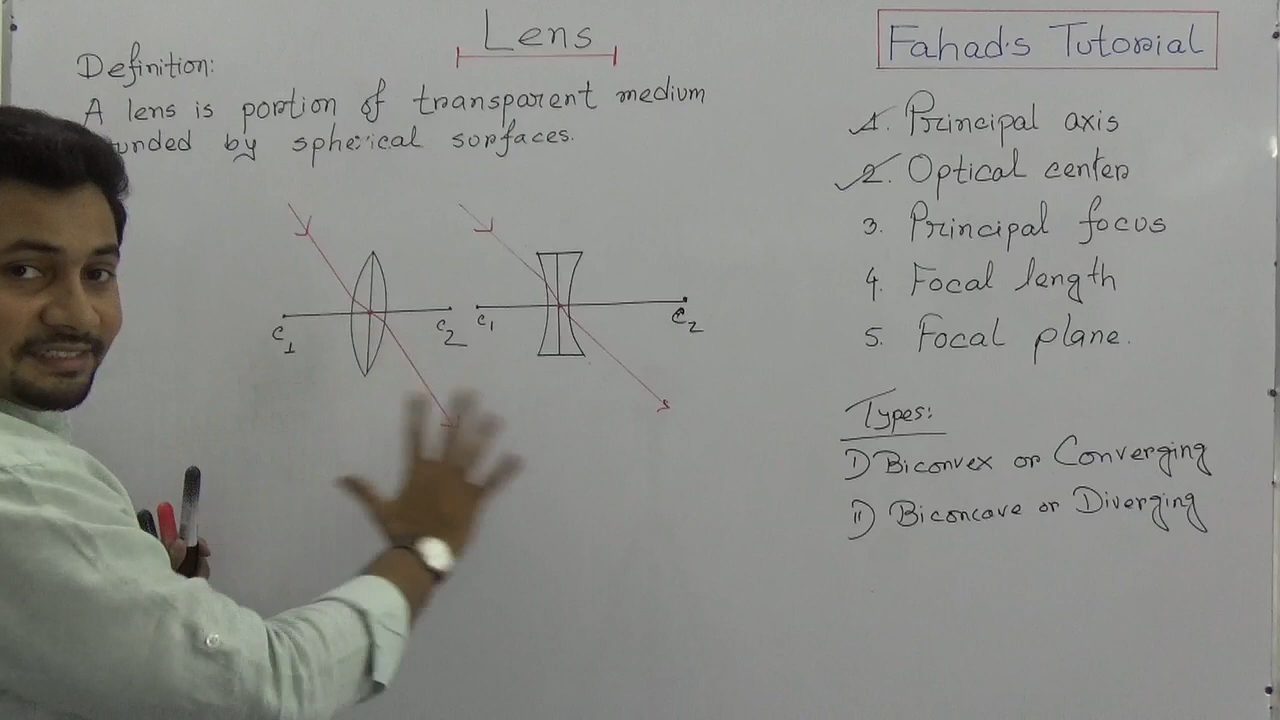 Lens
Definition:
A lens is portion of transparent medium
by spherical surfaces.
C1
C2
C1
C2
Fahad's Tutorial
1. Principal axis
2. Optical center
3. Principal focus
4. Focal length
5. Focal plane.
Types:
I) Biconvex or Converging
II) Biconcave or Diverging